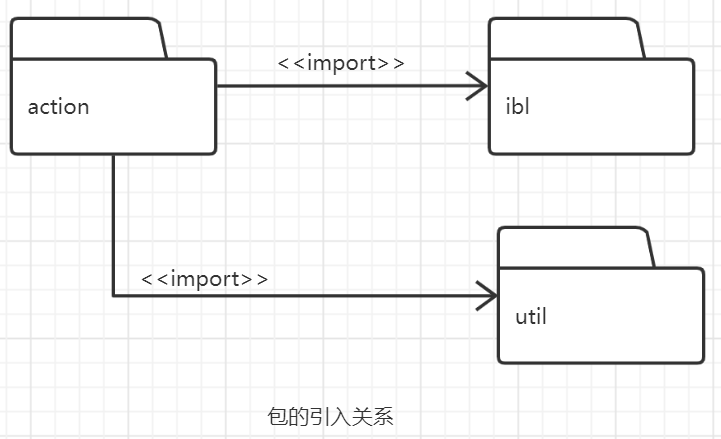 <<import>>
action
ibl
<<import>>
util
包的引入关系